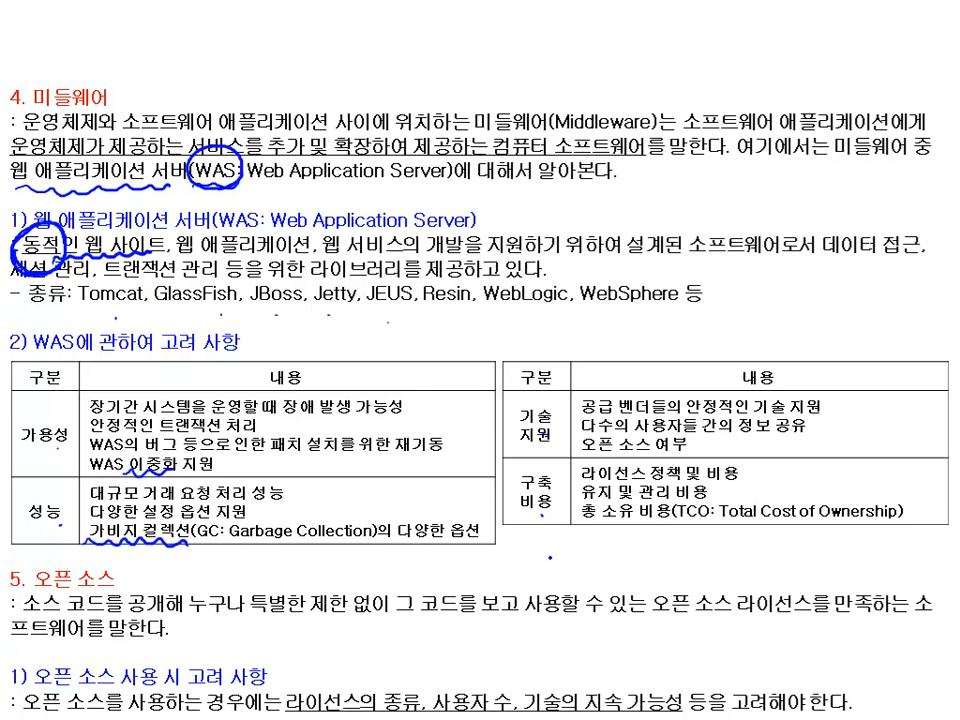 4. 미들웨어
: 운영체제와 소프트웨어 애플리케이션 사이에 위치하는 미들웨어(Middleware)는 소프트웨어 애플리케이션에게
운영체제가 제공하는 서비스를 추가 및 확장하여 제공하는 컴퓨터 소프트웨어를 말한다. 여기에서는 미들웨어 중
웹 애플리케이션 서버(WAS: Web Application Server)에 대해서 알아본다.
1) 웹 애플리케이션 서버(WAS: Web Application Server)
: 동적인 웹 사이트, 웹 애플리케이션, 웹 서비스의 개발을 지원하기 위하여 설계된 소프트웨어로서 데이터 접근,
세션 관리, 트랜잭션 관리 등을 위한 라이브러리를 제공하고 있다.
- 종류: Tomcat, GlassFish, JBoss, Jetty, JEUS, Resin, WebLogic, WebSphere 등
2) WAS에 관하여 고려 사항
구분 내용
가용성
장기간 시스템을 운영할 때 장애 발생 가능성
안정적인 트랜잭션 처리
WAS의 버그 등으로 인한 패치 설치를 위한 재기동
WAS 이중화 지원
성능
대규모 거래 요청 처리 성능
다양한 설정 옵션 지원
가비지 컬렉션(GC: Garbage Collection)의 다양한 옵션
구분 내용
기술
지원
공급 벤더들의 안정적인 기술 지원
다수의 사용자들 간의 정보 공유
오픈 소스 여부
구축
비용
라이선스 정책 및 비용
유지 및 관리 비용
총 소유 비용(TCO: Total Cost of Ownership)
5. 오픈 소스
: 소스 코드를 공개해 누구나 특별한 제한 없이 그 코드를 보고 사용할 수 있는 오픈 소스 라이선스를 만족하는 소
프트웨어를 말한다.
1) 오픈 소스 사용 시 고려 사항
: 오픈 소스를 사용하는 경우에는 라이선스의 종류, 사용자 수, 기술의 지속 가능성 등을 고려해야 한다.